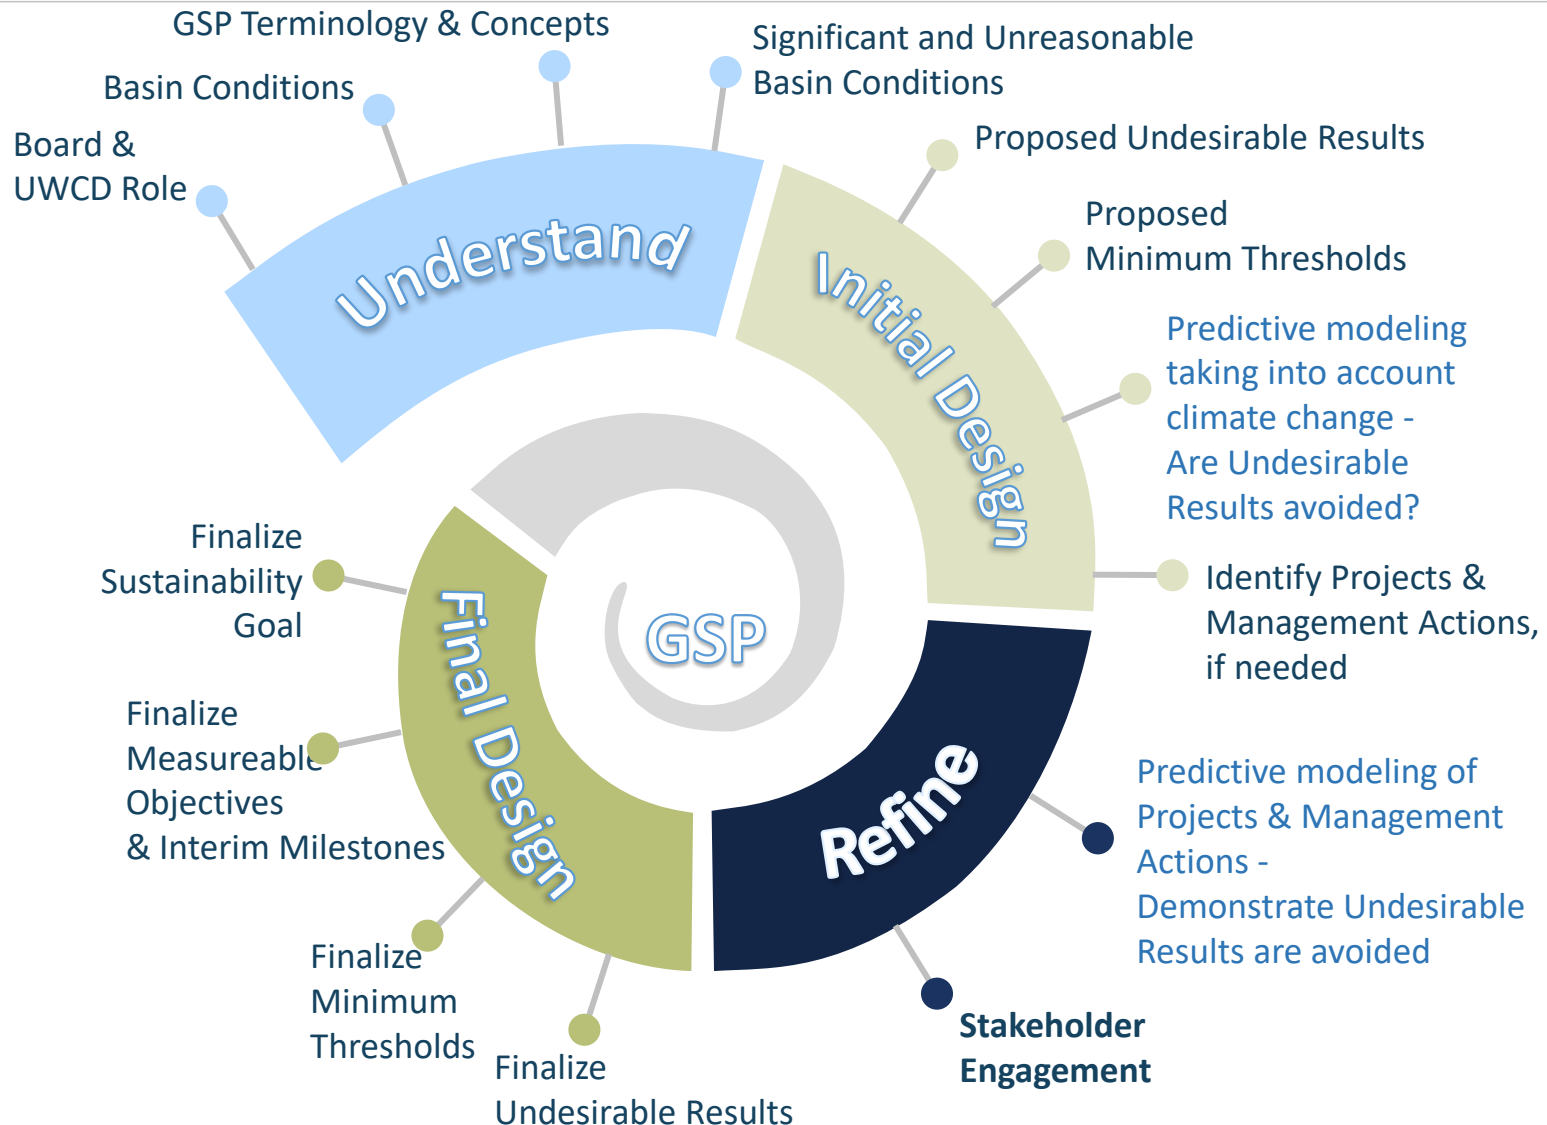 GSP Terminology & Concepts
Significant and Unreasonable
Basin Conditions
Basin Conditions
Board &
UWCD Role
Understand
Proposed Undesirable Results
Proposed
Minimum Thresholds
Initial Design
Predictive modeling
taking into account
climate change -
Are Undesirable
Results avoided?
Identify Projects &
Management Actions,
if needed
Refine
Predictive modeling of
Projects & Management
Actions -
Demonstrate Undesirable
Results are avoided
Stakeholder
Engagement
Final Design
Finalize
Undesirable Results
Finalize
Minimum
Thresholds
Finalize
Measureable
Objectives
& Interim Milestones
Finalize
Sustainability
Goal
GSP